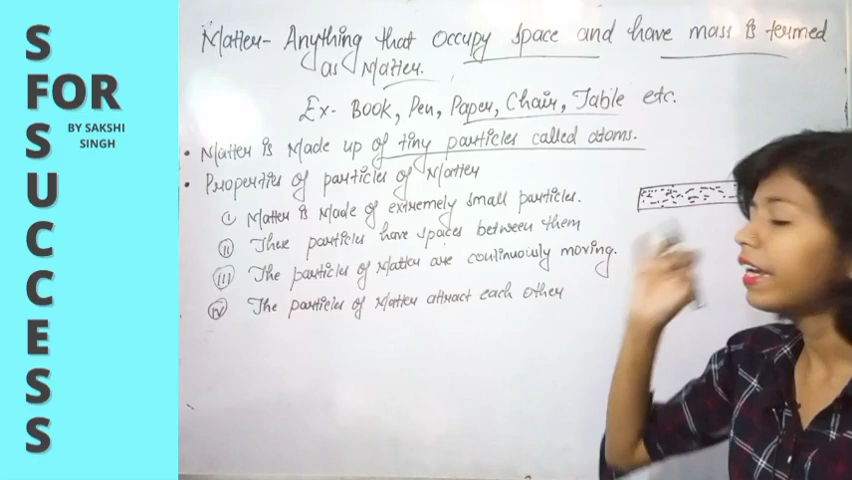 S FOR SUCCESS
BY SAKSHI
SINGH
Matter- Anything that occupy space and have mass is termed
as Matter.
Ex- Book, Pen, Paper, Chair, Table etc.
• Matter is Made up of tiny particles called atoms.
• Properties of particles of Matter
(i) Matter is Made of extremely small particles.
(ii) These particles have spaces between them
(iii) The particles of Matter are continuously moving.
(iv) The particles of Matter attract each other